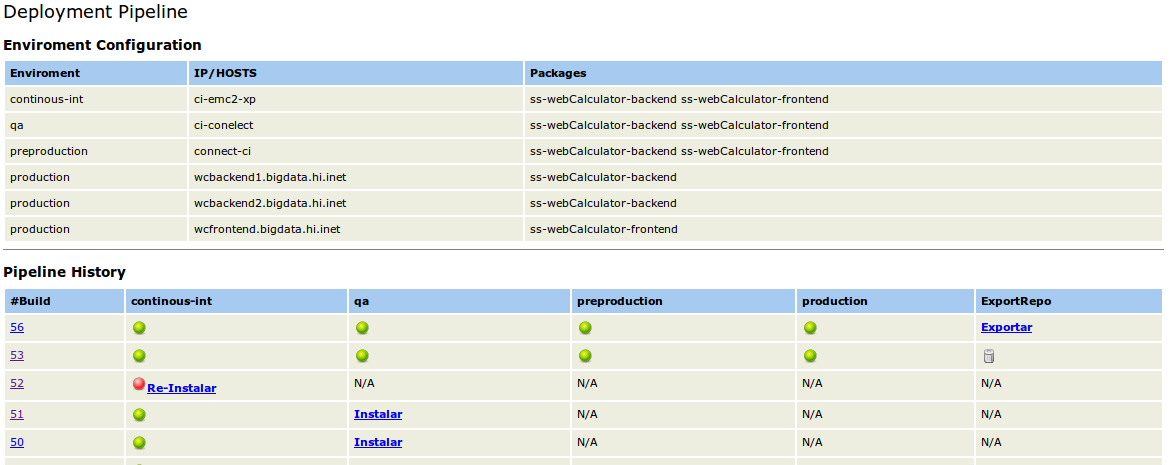 Deployment Pipeline
Enviroment Configuration
Enviroment IP/HOSTS Packages
continous-int ci-emc2-xp ss-webCalculator-backend ss-webCalculator-frontend
qa ci-conelect ss-webCalculator-backend ss-webCalculator-frontend
preproduction connect-ci ss-webCalculator-backend ss-webCalculator-frontend
production wcbackend1.bigdata.hi.inet ss-webCalculator-backend
production wcbackend2.bigdata.hi.inet ss-webCalculator-backend
production wcfrontend.bigdata.hi.inet ss-webCalculator-frontend
Pipeline History
#Build continous-int qa preproduction production ExportRepo
56 Exportar
53
52 Re-Instalar N/A N/A N/A N/A
51 Instalar N/A N/A N/A
50 Instalar N/A N/A N/A